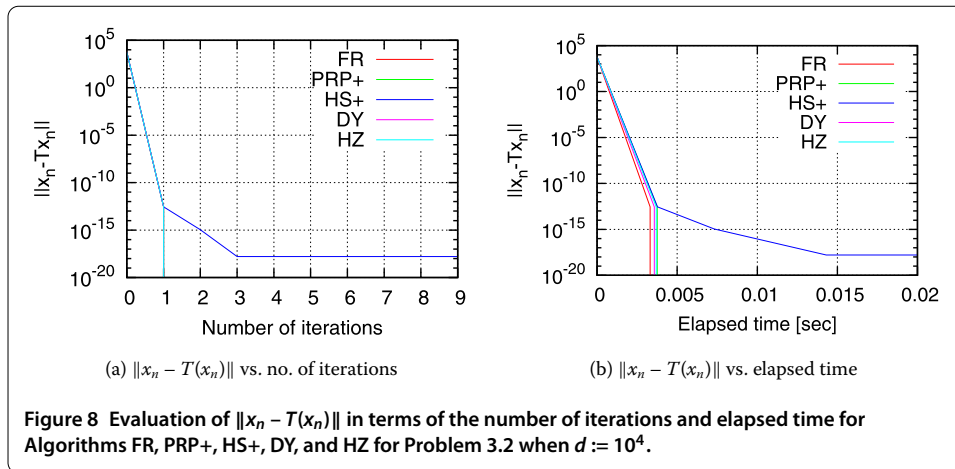 10^5
10^0
10^-5
10^-10
10^-15
10^-20
||x_n-Tx_n||
FR
PRP+
HS+
DY
HZ
0 1 2 3 4 5 6 7 8 9
Number of iterations
(a) ‖x_n – T(x_n)‖ vs. no. of iterations
10^5
10^0
10^-5
10^-10
10^-15
10^-20
||x_n-Tx_n||
FR
PRP+
HS+
DY
HZ
0 0.005 0.01 0.015 0.02
Elapsed time [sec]
(b) ‖x_n – T(x_n)‖ vs. elapsed time
Figure 8 Evaluation of ‖x_n – T(x_n)‖ in terms of the number of iterations and elapsed time for
Algorithms FR, PRP+, HS+, DY, and HZ for Problem 3.2 when d := 10^4.